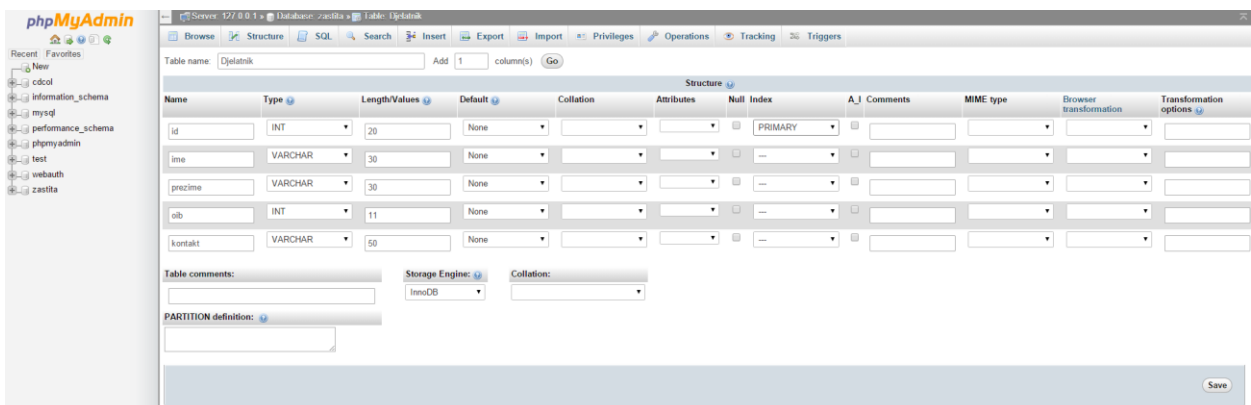 phpMyAdmin
Recent Favorites
New
cdcol
information_schema
mysql
performance_schema
phpmyadmin
test
webauth
zastita
Server: 127.0.0.1 » Database: zastita » Table: Djelatnik
Browse Structure SQL Search Insert Export Import Privileges Operations Tracking Triggers
Table name: Djelatnik Add 1 column(s) Go
Structure
Name Type Length/Values Default Collation Attributes Null Index A_I Comments MIME type Browser transformation Transformation options
id INT 20 None PRIMARY
ime VARCHAR 30 None ---
prezime VARCHAR 30 None ---
oib INT 11 None ---
kontakt VARCHAR 50 None ---
Table comments: Storage Engine: Collation:
InnoDB
PARTITION definition:
Save